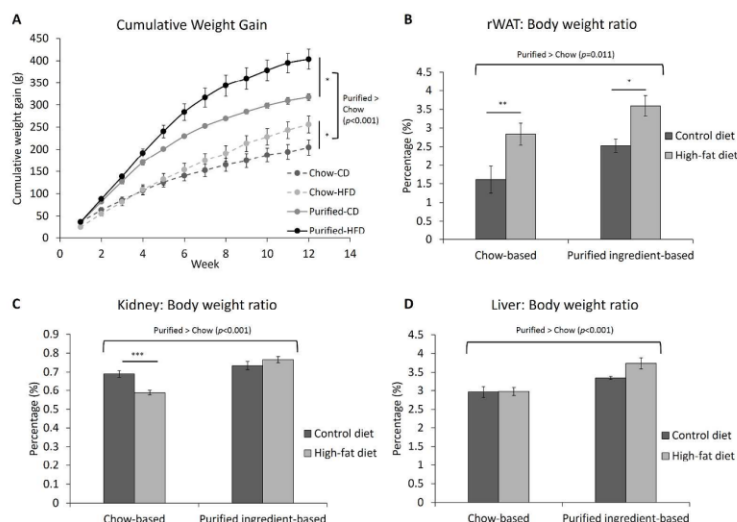 A
Cumulative Weight Gain
Cumulative weight gain (g)
450
400
350
300
250
200
150
100
50
0
0
2
4
6
8
10
12
14
Week
*
*
Purified >
Chow
(p<0.001)
Chow-CD
Chow-HFD
Purified-CD
Purified-HFD
B
rWAT: Body weight ratio
Purified > Chow (p=0.011)
Percentage (%)
4.5
4
3.5
3
2.5
2
1.5
1
0.5
0
**
*
Control diet
High-fat diet
Chow-based
Purified ingredient-based
C
Kidney: Body weight ratio
Purified > Chow (p<0.001)
Percentage (%)
0.9
0.8
0.7
0.6
0.5
0.4
0.3
0.2
0.1
0
***
Control diet
High-fat diet
Chow-based
Purified ingredient-based
D
Liver: Body weight ratio
Purified > Chow (p<0.001)
Percentage (%)
4.5
4
3.5
3
2.5
2
1.5
1
0.5
0
Control diet
High-fat diet
Chow-based
Purified ingredient-based